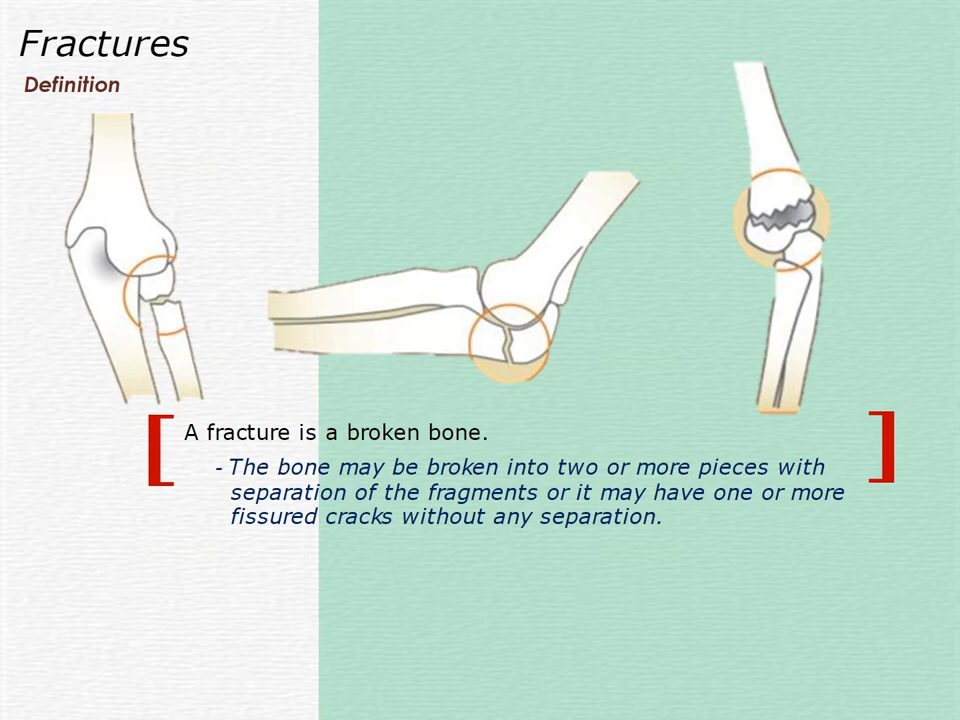 Fractures
Definition
[ A fracture is a broken bone. ]
- The bone may be broken into two or more pieces with
separation of the fragments or it may have one or more
fissured cracks without any separation.